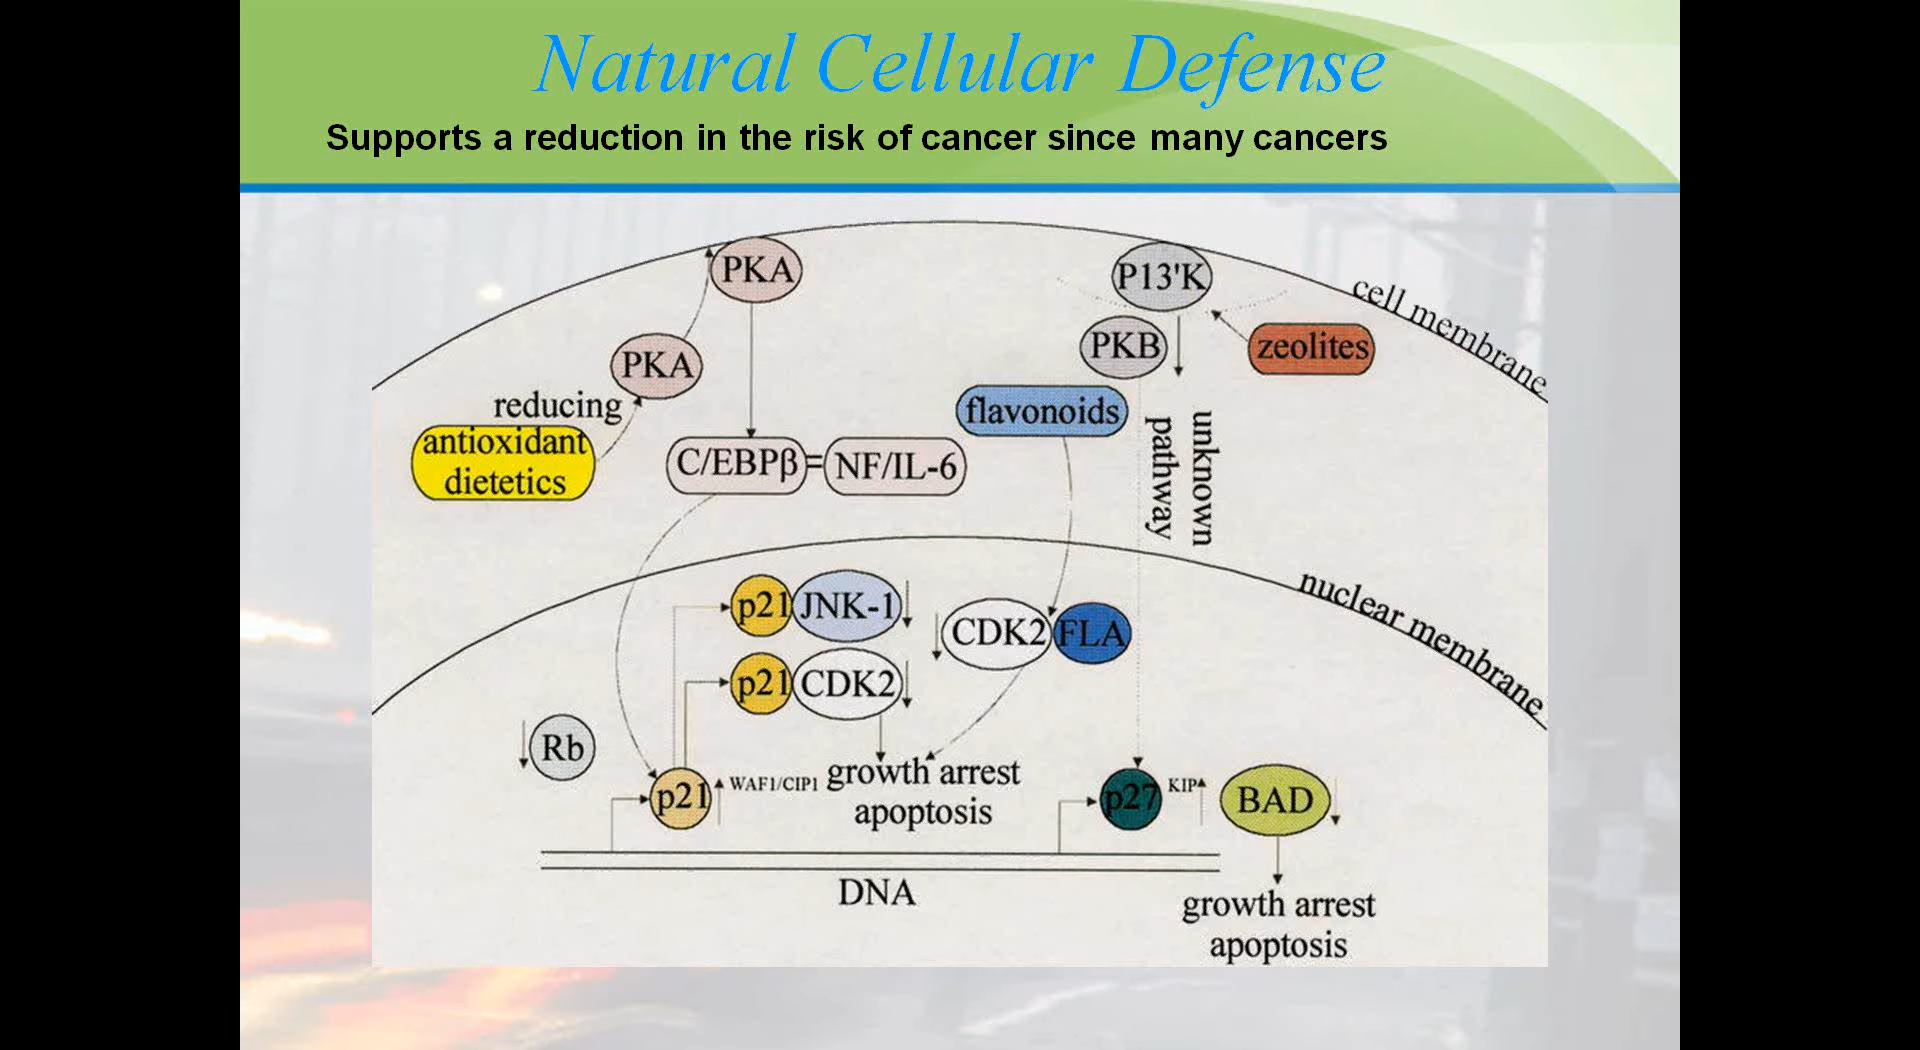 Natural Cellular Defense
Supports a reduction in the risk of cancer since many cancers
PKA
P13'K
cell membrane
PKA
PKB
zeolites
reducing
flavonoids
antioxidant
dietetics
C/EBPβ=NF/IL-6
unknown
pathway
nuclear membrane
p21 JNK-1
CDK2 FLA
p21 CDK2
Rb
p21 WAF1/CIP1
growth arrest
apoptosis
p27 KIP
BAD
DNA
growth arrest
apoptosis